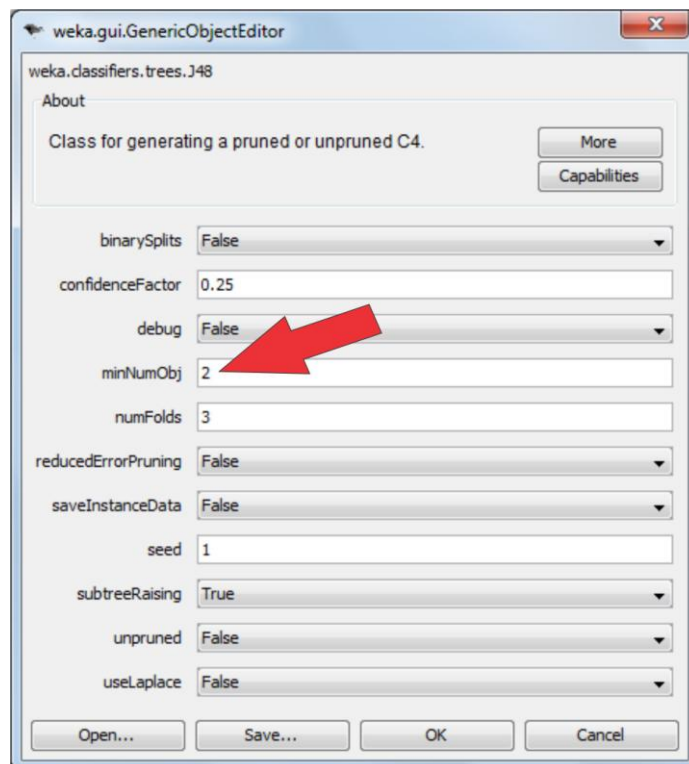 weka.gui.GenericObjectEditor
weka.classifiers.trees.J48
About
Class for generating a pruned or unpruned C4.
More
Capabilities
binarySplits False
confidenceFactor 0.25
debug False
minNumObj 2
numFolds 3
reducedErrorPruning False
saveInstanceData False
seed 1
subtreeRaising True
unpruned False
useLaplace False
Open... Save... OK Cancel